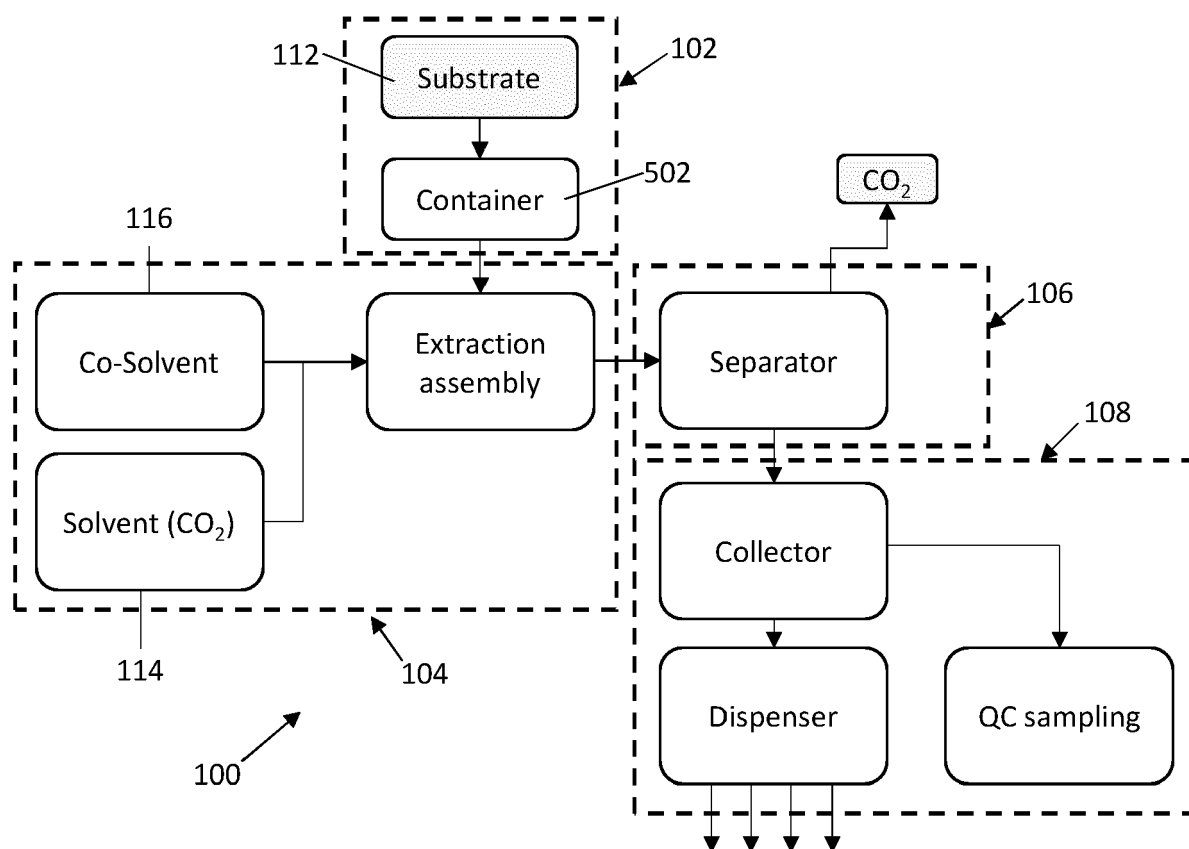 112
Substrate
102
Container
502
CO₂
116
Co-Solvent
Extraction
assembly
Separator
106
108
Solvent (CO₂)
Collector
114
104
Dispenser
QC sampling
100